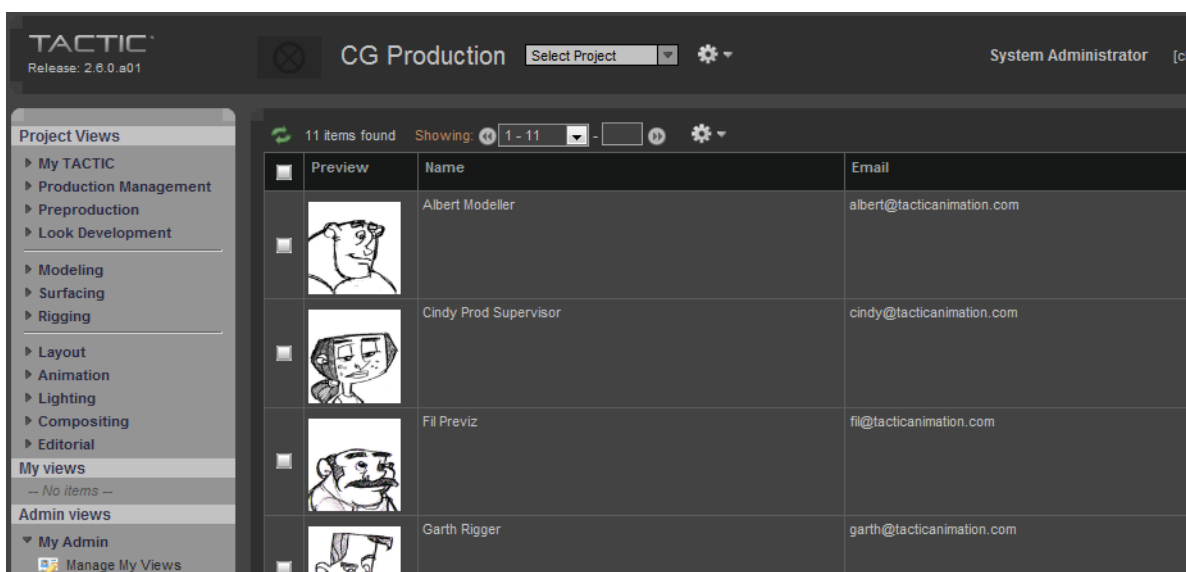 TACTIC
Release: 2.6.0.a01
CG Production
Select Project
System Administrator
Project Views
My TACTIC
Production Management
Preproduction
Look Development
Modeling
Surfacing
Rigging
Layout
Animation
Lighting
Compositing
Editorial
My views
-- No items --
Admin views
My Admin
Manage My Views
11 items found Showing: 1 - 11 -
Preview Name Email
Albert Modeller albert@tacticanimation.com
Cindy Prod Supervisor cindy@tacticanimation.com
Fil Previz fil@tacticanimation.com
Garth Rigger garth@tacticanimation.com